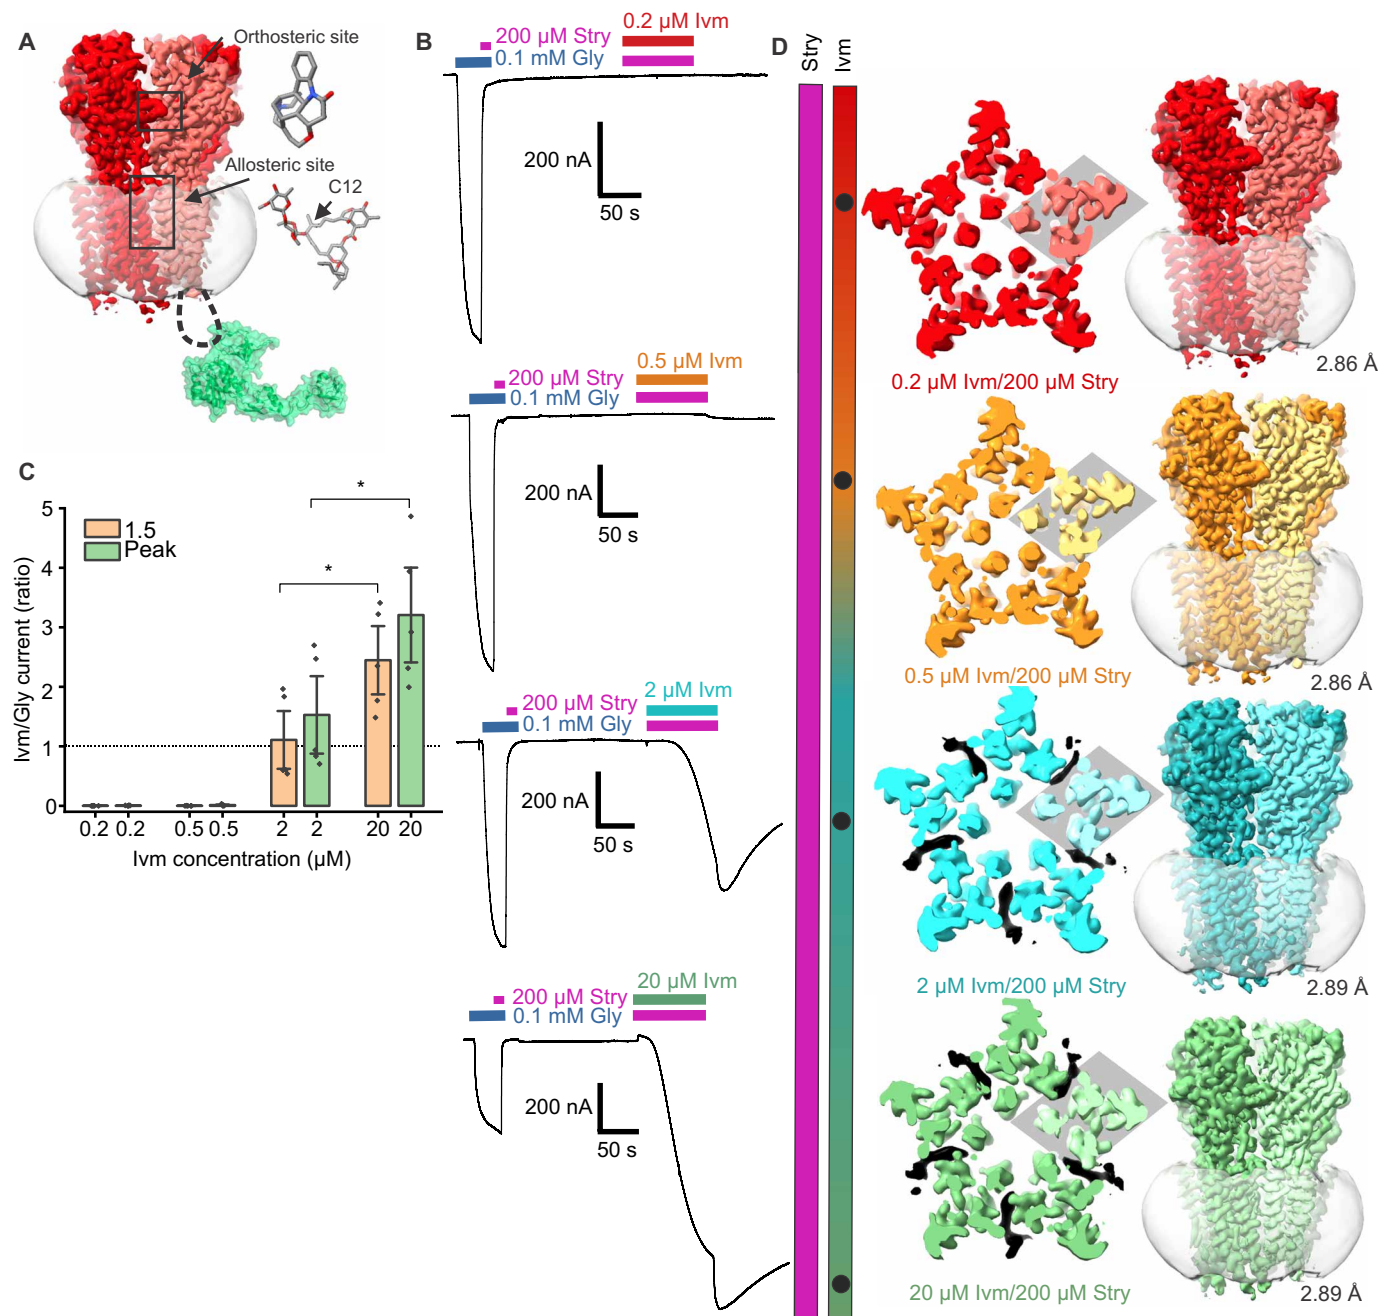 A
Orthosteric site
Allosteric site
C12
B
0.2 µM Ivm
200 µM Stry
0.1 mM Gly
200 nA
50 s
0.5 µM Ivm
200 µM Stry
0.1 mM Gly
200 nA
50 s
2 µM Ivm
200 µM Stry
0.1 mM Gly
200 nA
50 s
20 µM Ivm
200 µM Stry
0.1 mM Gly
200 nA
50 s
C
Ivm/Gly current (ratio)
5
4
3
2
1
0
1.5
Peak
*
*
0.2 0.2 0.5 0.5 2 2 20 20
Ivm concentration (µM)
D
Stry
Ivm
2.86 Å
0.2 µM Ivm/200 µM Stry
0.5 µM Ivm/200 µM Stry
2.86 Å
2 µM Ivm/200 µM Stry
2.89 Å
20 µM Ivm/200 µM Stry
2.89 Å